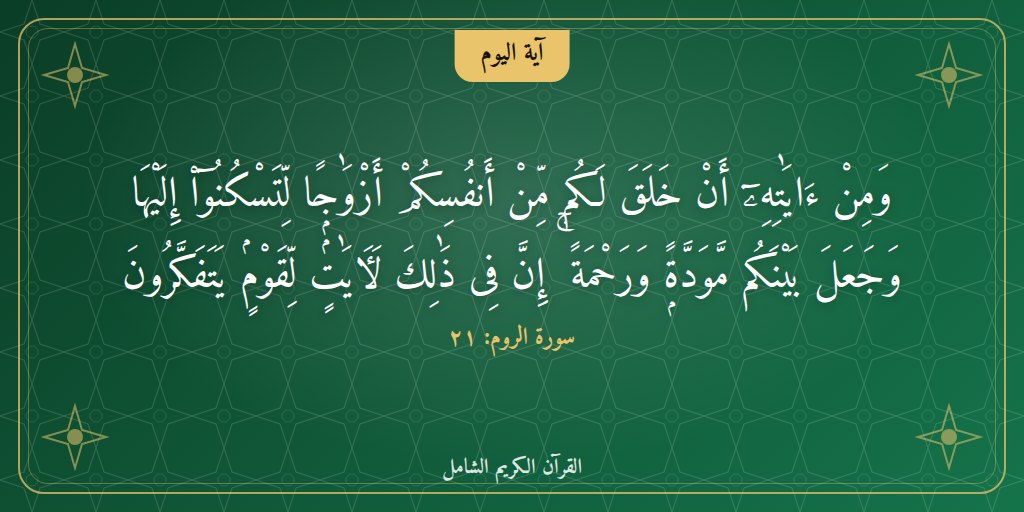 آية اليوم
وَمِنْ ءَايَٰتِهِۦٓ أَنْ خَلَقَ لَكُم مِّنْ أَنفُسِكُمْ أَزْوَٰجًا لِّتَسْكُنُوٓا۟ إِلَيْهَا
وَجَعَلَ بَيْنَكُم مَّوَدَّةً وَرَحْمَةً ۚ إِنَّ فِى ذَٰلِكَ لَءَايَٰتٍ لِّقَوْمٍ يَتَفَكَّرُونَ
سورة الروم: ٢١
القرآن الكريم الشامل